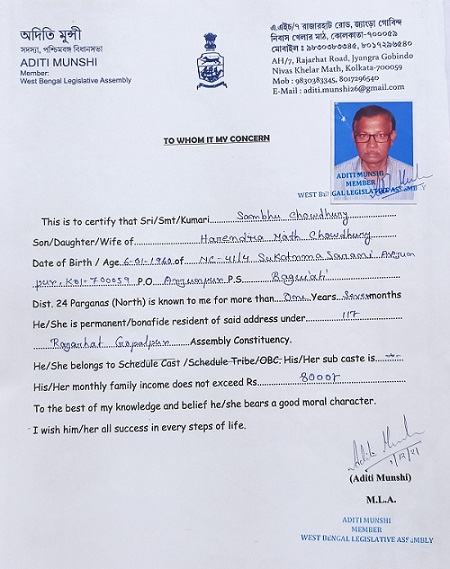 অদিতি মুন্সী
সদস্যা, পশ্চিমবঙ্গ বিধানসভা
ADITI MUNSHI
Member:
West Bengal Legislative Assembly
এ.এইচ/৭ রাজারহাট রোড, জ্যাংড়া গোবিন্দ
নিবাস খেলার মাঠ, কোলকাতা-৭০০০৫৯
মোবাইল : ৯৮৩০৩৮৩৩৪৫, ৮০১৭২৯৬৫৪০
AH/7, Rajarhat Road, Jyangra Gobindo
Nivas Khelar Math, Kolkata-700059
Mob : 9830383345, 8017296540
E-Mail : aditi.munshi26@gmail.com
TO WHOM IT MY CONCERN
ADITI MUNSHI
MEMBER
WEST BENGAL LEGISLATIVE ASSEMBLY
This is to certify that Sri/Smt/Kumari Sambhu Chowdhury
Son/Daughter/Wife of Harendra Nath Chowdhury
Date of Birth / Age 6-01-1960 of NC-41/4 Sukanna Sarani Arjun
pur, Kol-700059 P.O. Arjunpur P.S Baguiati
Dist. 24 Parganas (North) is known to me for more than One Years Seven months
He/She is permanent/bonafide resident of said address under 117
Rajarhat Gopalpur Assembly Constituency.
He/She belongs to Schedule Cast /Schedule Tribe/OBC. His/Her sub caste is
His/Her monthly family income does not exceed Rs. 8000/
To the best of my knowledge and belief he/she bears a good moral character.
I wish him/her all success in every steps of life.
Aditi Munshi
1/12/21
(Aditi Munshi)
M.L.A.
ADITI MUNSHI
MEMBER
WEST BENGAL LEGISLATIVE ASSEMBLY